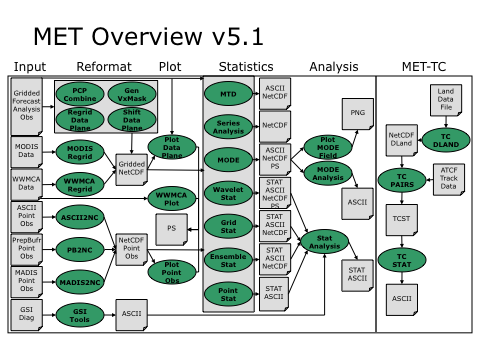 MET Overview v5.1
Input Reformat Plot Statistics Analysis MET-TC
Gridded
Forecast
Analysis
Obs
PCP
Combine
Gen
VxMask
Regrid
Data
Plane
Shift
Data
Plane
MODIS
Data
MODIS
Regrid
WWMCA
Data
WWMCA
Regrid
Gridded
NetCDF
ASCII
Point
Obs
ASCII2NC
PrepBufr
Point
Obs
PB2NC
MADIS
Point
Obs
MADIS2NC
NetCDF
Point
Obs
GSI
Diag
GSI
Tools
ASCII
Plot
Data
Plane
WWMCA
Plot
PS
Plot
Point
Obs
MTD
ASCII
NetCDF
Series
Analysis
NetCDF
MODE
ASCII
NetCDF
PS
Wavelet
Stat
STAT
ASCII
NetCDF
PS
Grid
Stat
STAT
ASCII
NetCDF
Ensemble
Stat
STAT
ASCII
NetCDF
Point
Stat
STAT
ASCII
PNG
Plot
MODE
Field
MODE
Analysis
ASCII
Stat
Analysis
STAT
ASCII
Land
Data
File
NetCDF
DLand
TC
DLAND
TC
PAIRS
ATCF
Track
Data
TCST
TC
STAT
ASCII